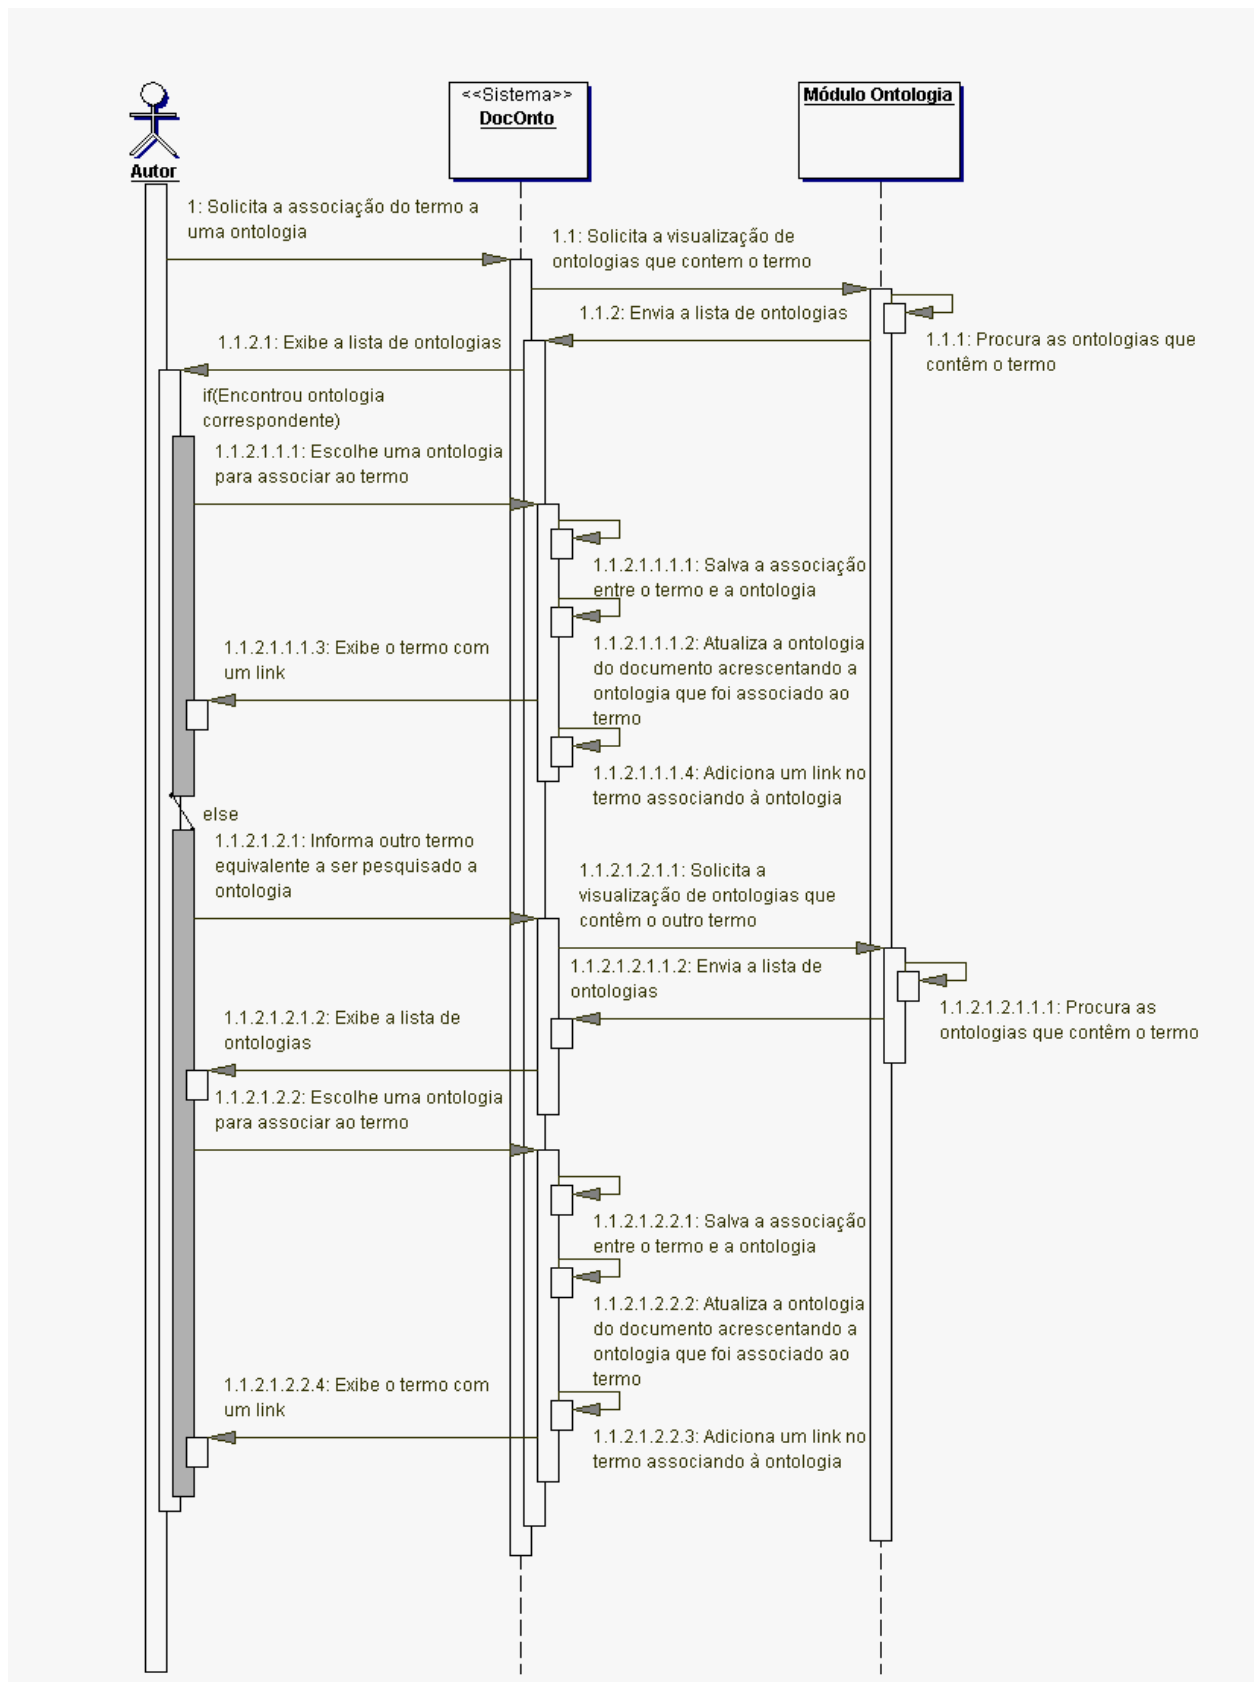 <<Sistema>>
DocOnto
Módulo Ontologia
Autor
1: Solicita a associação do termo a
uma ontologia
1.1: Solicita a visualização de
ontologias que contem o termo
1.1.2: Envia a lista de ontologias
1.1.1: Procura as ontologias que
contêm o termo
1.1.2.1: Exibe a lista de ontologias
if(Encontrou ontologia
correspondente)
1.1.2.1.1.1: Escolhe uma ontologia
para associar ao termo
1.1.2.1.1.1.1: Salva a associação
entre o termo e a ontologia
1.1.2.1.1.1.2: Atualiza a ontologia
do documento acrescentando a
ontologia que foi associado ao
termo
1.1.2.1.1.1.3: Exibe o termo com
um link
1.1.2.1.1.1.4: Adiciona um link no
termo associando à ontologia
else
1.1.2.1.2.1: Informa outro termo
equivalente a ser pesquisado a
ontologia
1.1.2.1.2.1.1: Solicita a
visualização de ontologias que
contêm o outro termo
1.1.2.1.2.1.1.2: Envia a lista de
ontologias
1.1.2.1.2.1.1.1: Procura as
ontologias que contêm o termo
1.1.2.1.2.1.2: Exibe a lista de
ontologias
1.1.2.1.2.2: Escolhe uma ontologia
para associar ao termo
1.1.2.1.2.2.1: Salva a associação
entre o termo e a ontologia
1.1.2.1.2.2.2: Atualiza a ontologia
do documento acrescentando a
ontologia que foi associado ao
termo
1.1.2.1.2.2.4: Exibe o termo com
um link
1.1.2.1.2.2.3: Adiciona um link no
termo associando à ontologia